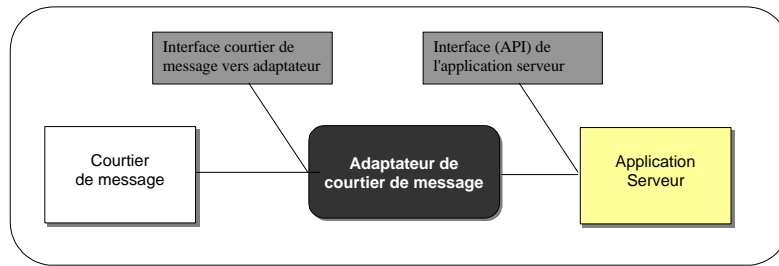 Interface courtier de
message vers adaptateur
Interface (API) de
l'application serveur
Courtier
de message
Adaptateur de
courtier de message
Application
Serveur